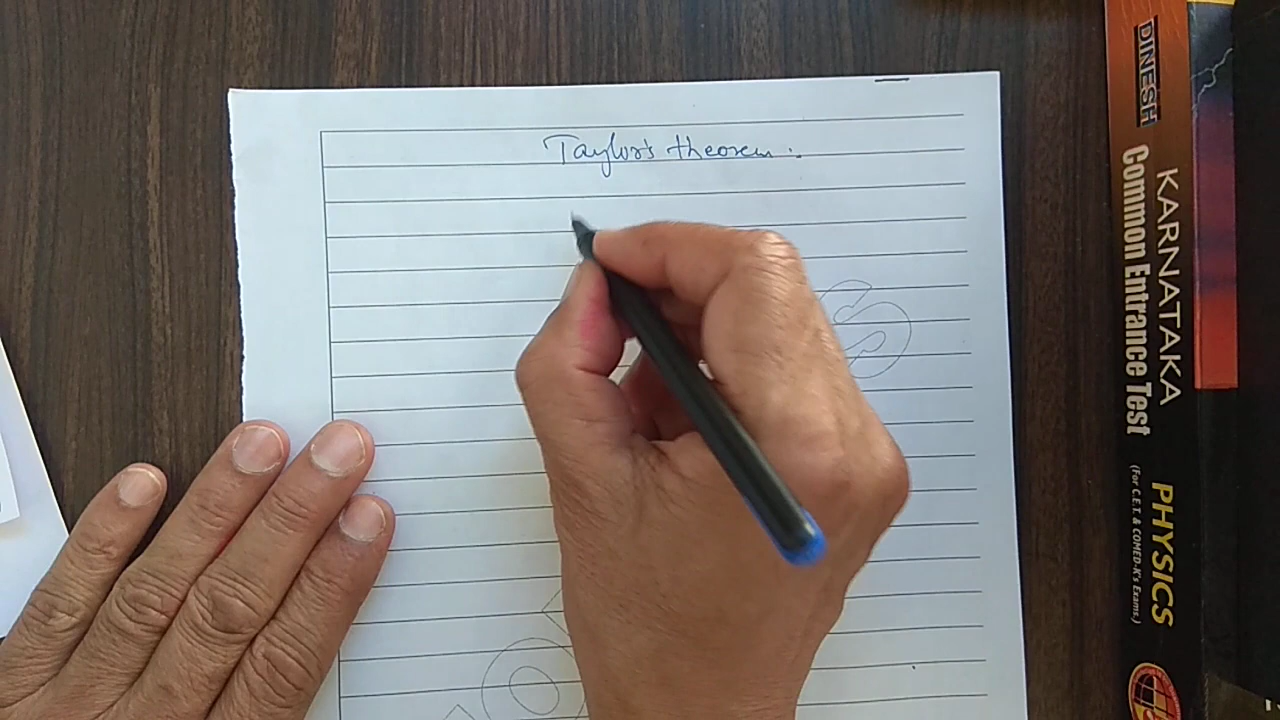 Taylor's theorem :
DINESH
KARNATAKA
Common Entrance Test
(For C.E.T. & COMED-K's Exams.)
PHYSICS